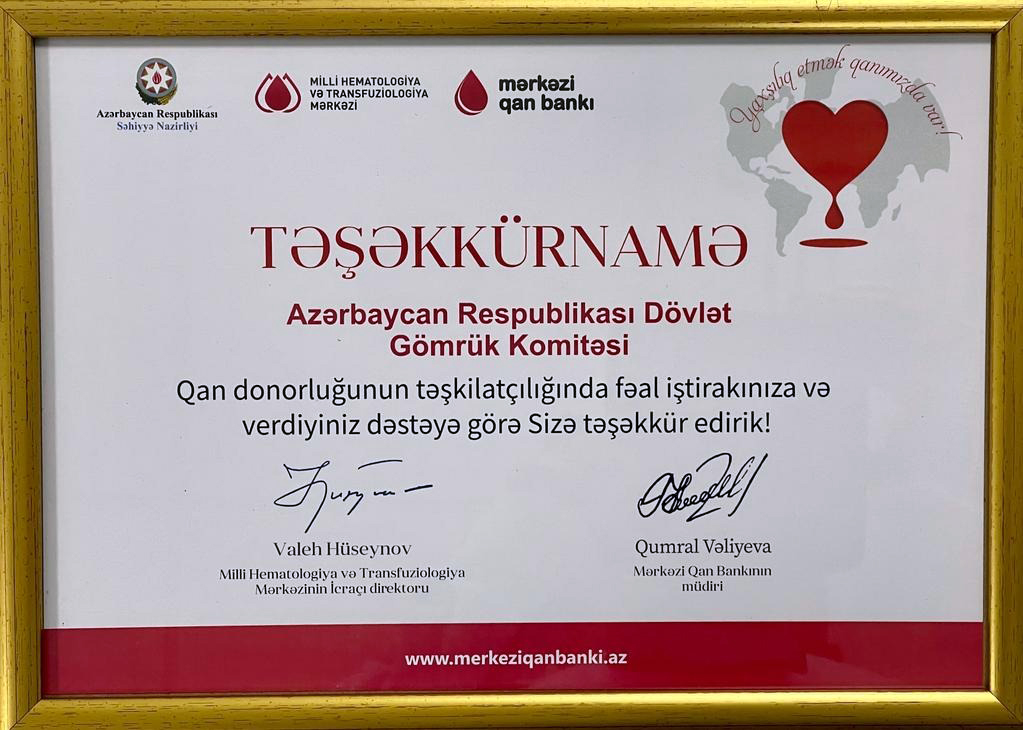 Azərbaycan Respublikası
Səhiyyə Nazirliyi
MİLLİ HEMATOLOGİYA
VƏ TRANSFUZİOLOGİYA
MƏRKƏZİ
mərkəzi
qan bankı
Yaxşılıq etmək qanımızda var!
TƏŞƏKKÜRNAMƏ
Azərbaycan Respublikası Dövlət
Gömrük Komitəsi
Qan donorluğunun təşkilatçılığında fəal iştirakınıza və
verdiyiniz dəstəyə görə Sizə təşəkkür edirik!
Valeh Hüseynov
Milli Hematologiya və Transfuziologiya
Mərkəzinin İcraçı direktoru
Qumral Vəliyeva
Mərkəzi Qan Bankının
müdiri
www.merkeziqanbanki.az